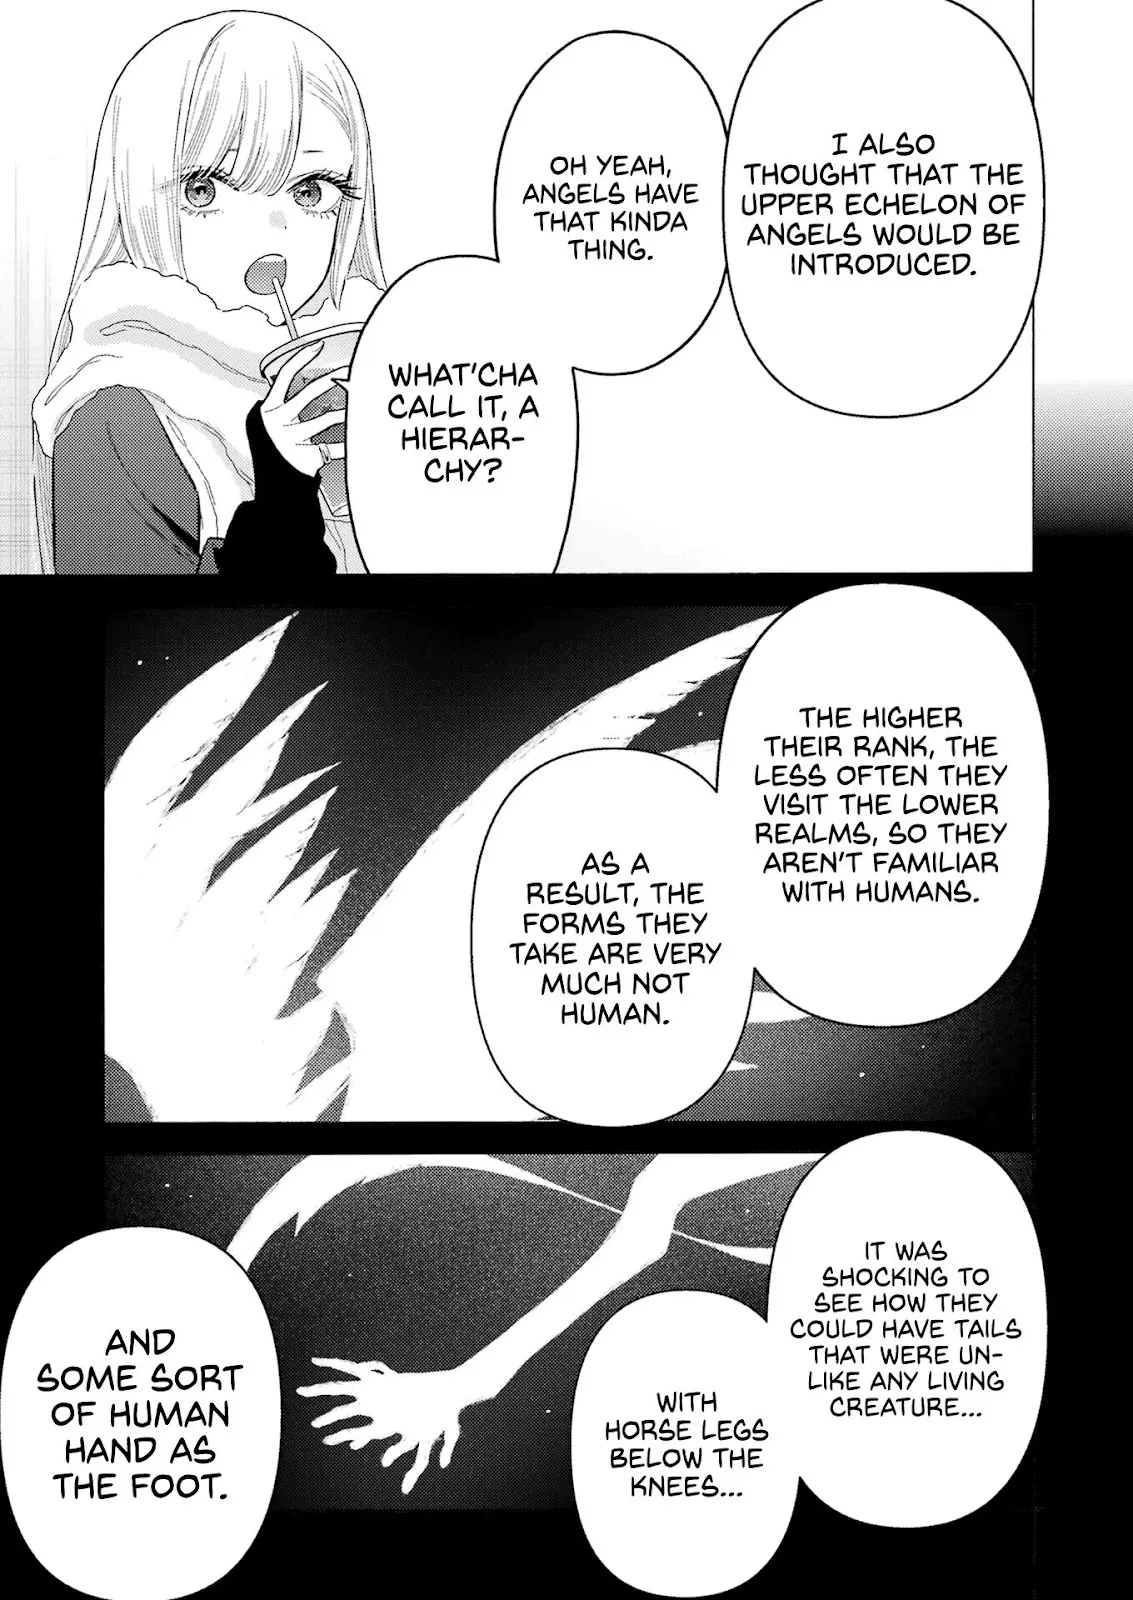 I ALSO
THOUGHT THAT THE
UPPER ECHELON OF
ANGELS WOULD BE
INTRODUCED.
OH YEAH,
ANGELS HAVE
THAT KINDA
THING.
WHAT'CHA
CALL IT, A
HIERAR-
CHY?
THE HIGHER
THEIR RANK, THE
LESS OFTEN THEY
VISIT THE LOWER
REALMS, SO THEY
AREN'T FAMILIAR
WITH HUMANS.
AS A
RESULT, THE
FORMS THEY
TAKE ARE VERY
MUCH NOT
HUMAN.
IT WAS
SHOCKING TO
SEE HOW THEY
COULD HAVE TAILS
THAT WERE UN-
LIKE ANY LIVING
CREATURE...
WITH
HORSE LEGS
BELOW THE
KNEES...
AND
SOME SORT
OF HUMAN
HAND AS
THE FOOT.